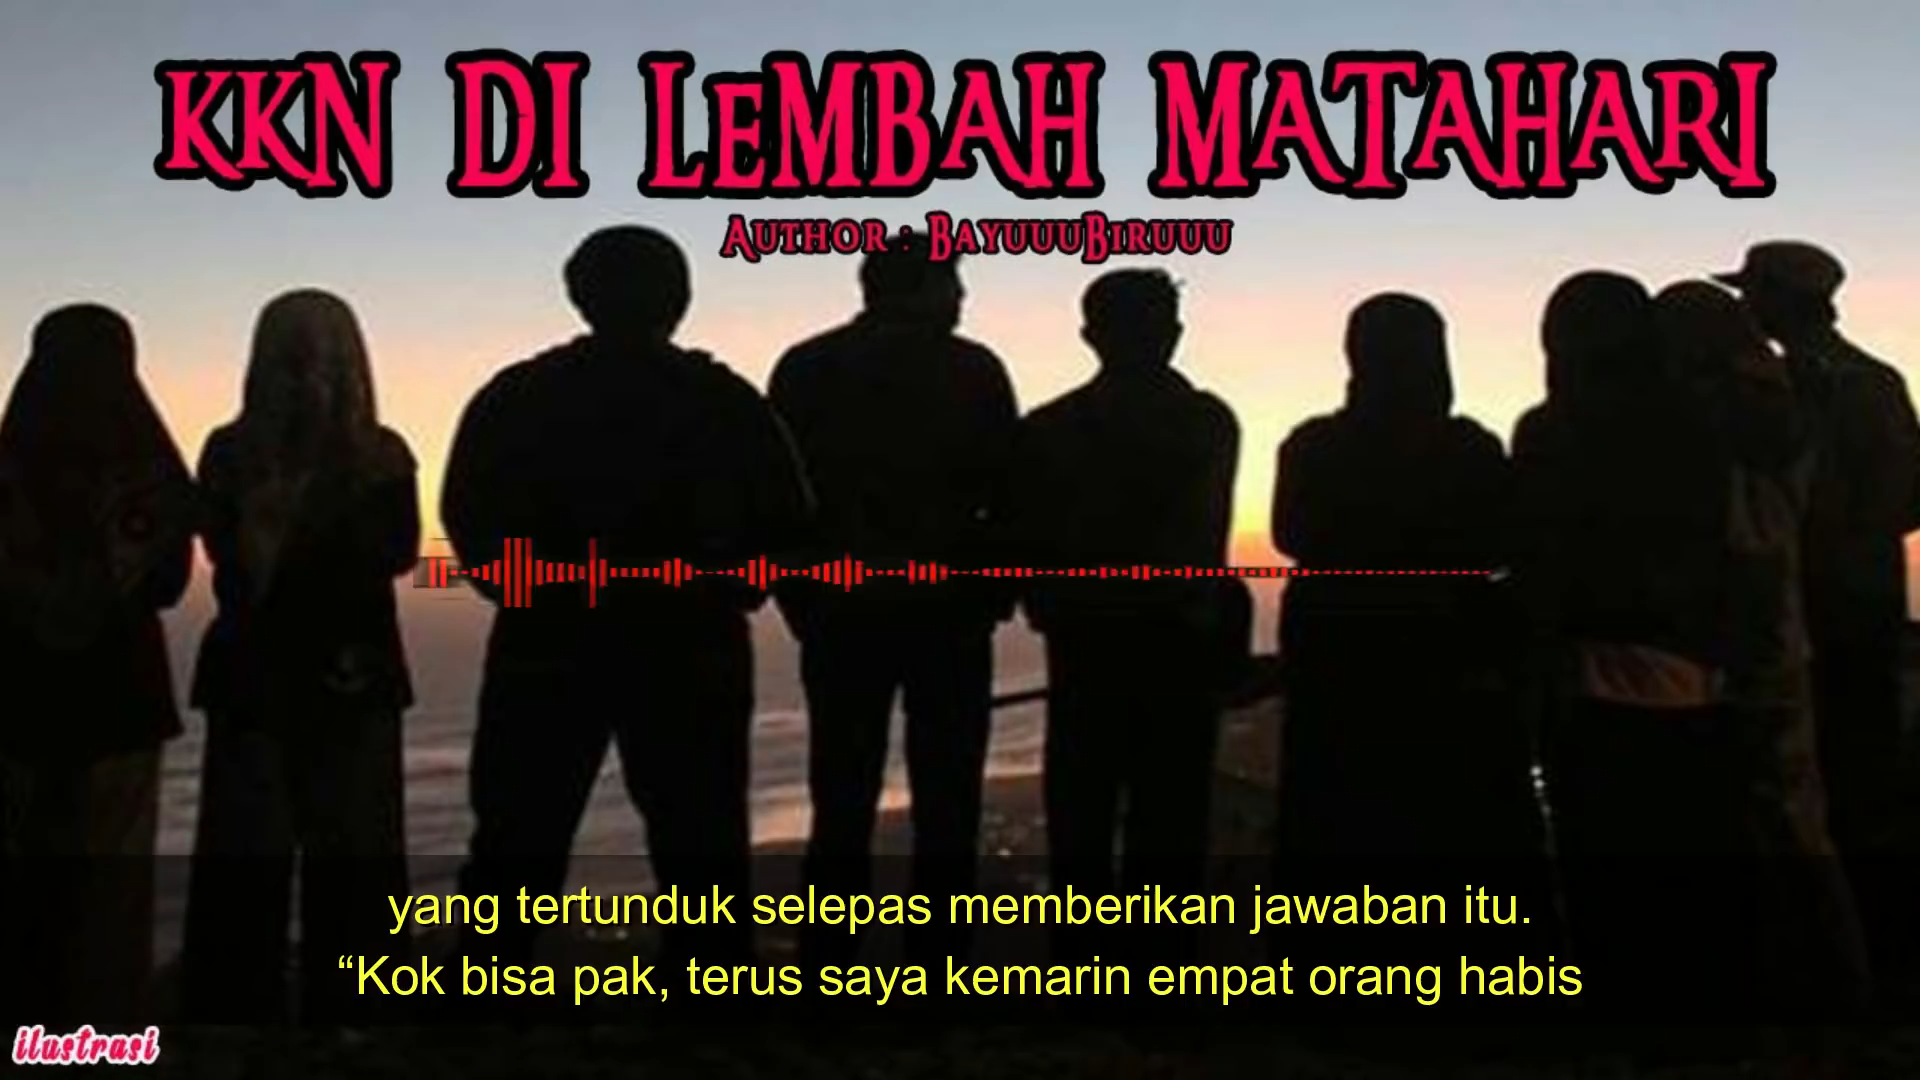 KKN DI LeMBAH MATAHARI
AUTHOR : BAYUUUBIRUUU
yang tertunduk selepas memberikan jawaban itu.
“Kok bisa pak, terus saya kemarin empat orang habis
ilustrasi